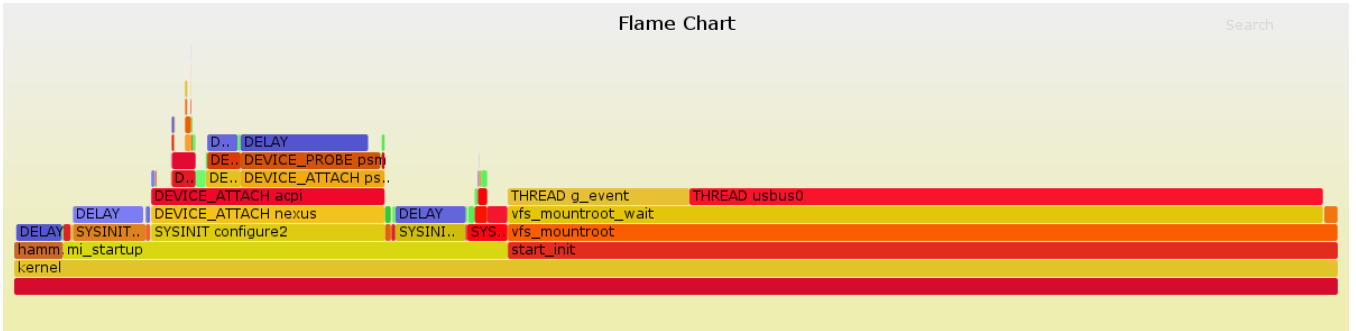 Flame Chart
Search
D.. DELAY
DE.. DEVICE_PROBE psm
D.. DE.. DEVICE_ATTACH ps..
DEVICE_ATTACH acpi THREAD g_event THREAD usbus0
DELAY DEVICE_ATTACH nexus DELAY vfs_mountroot_wait
DELAY SYSINIT.. SYSINIT configure2 SYSINI.. SYS.. vfs_mountroot
hamm.. mi_startup start_init
kernel